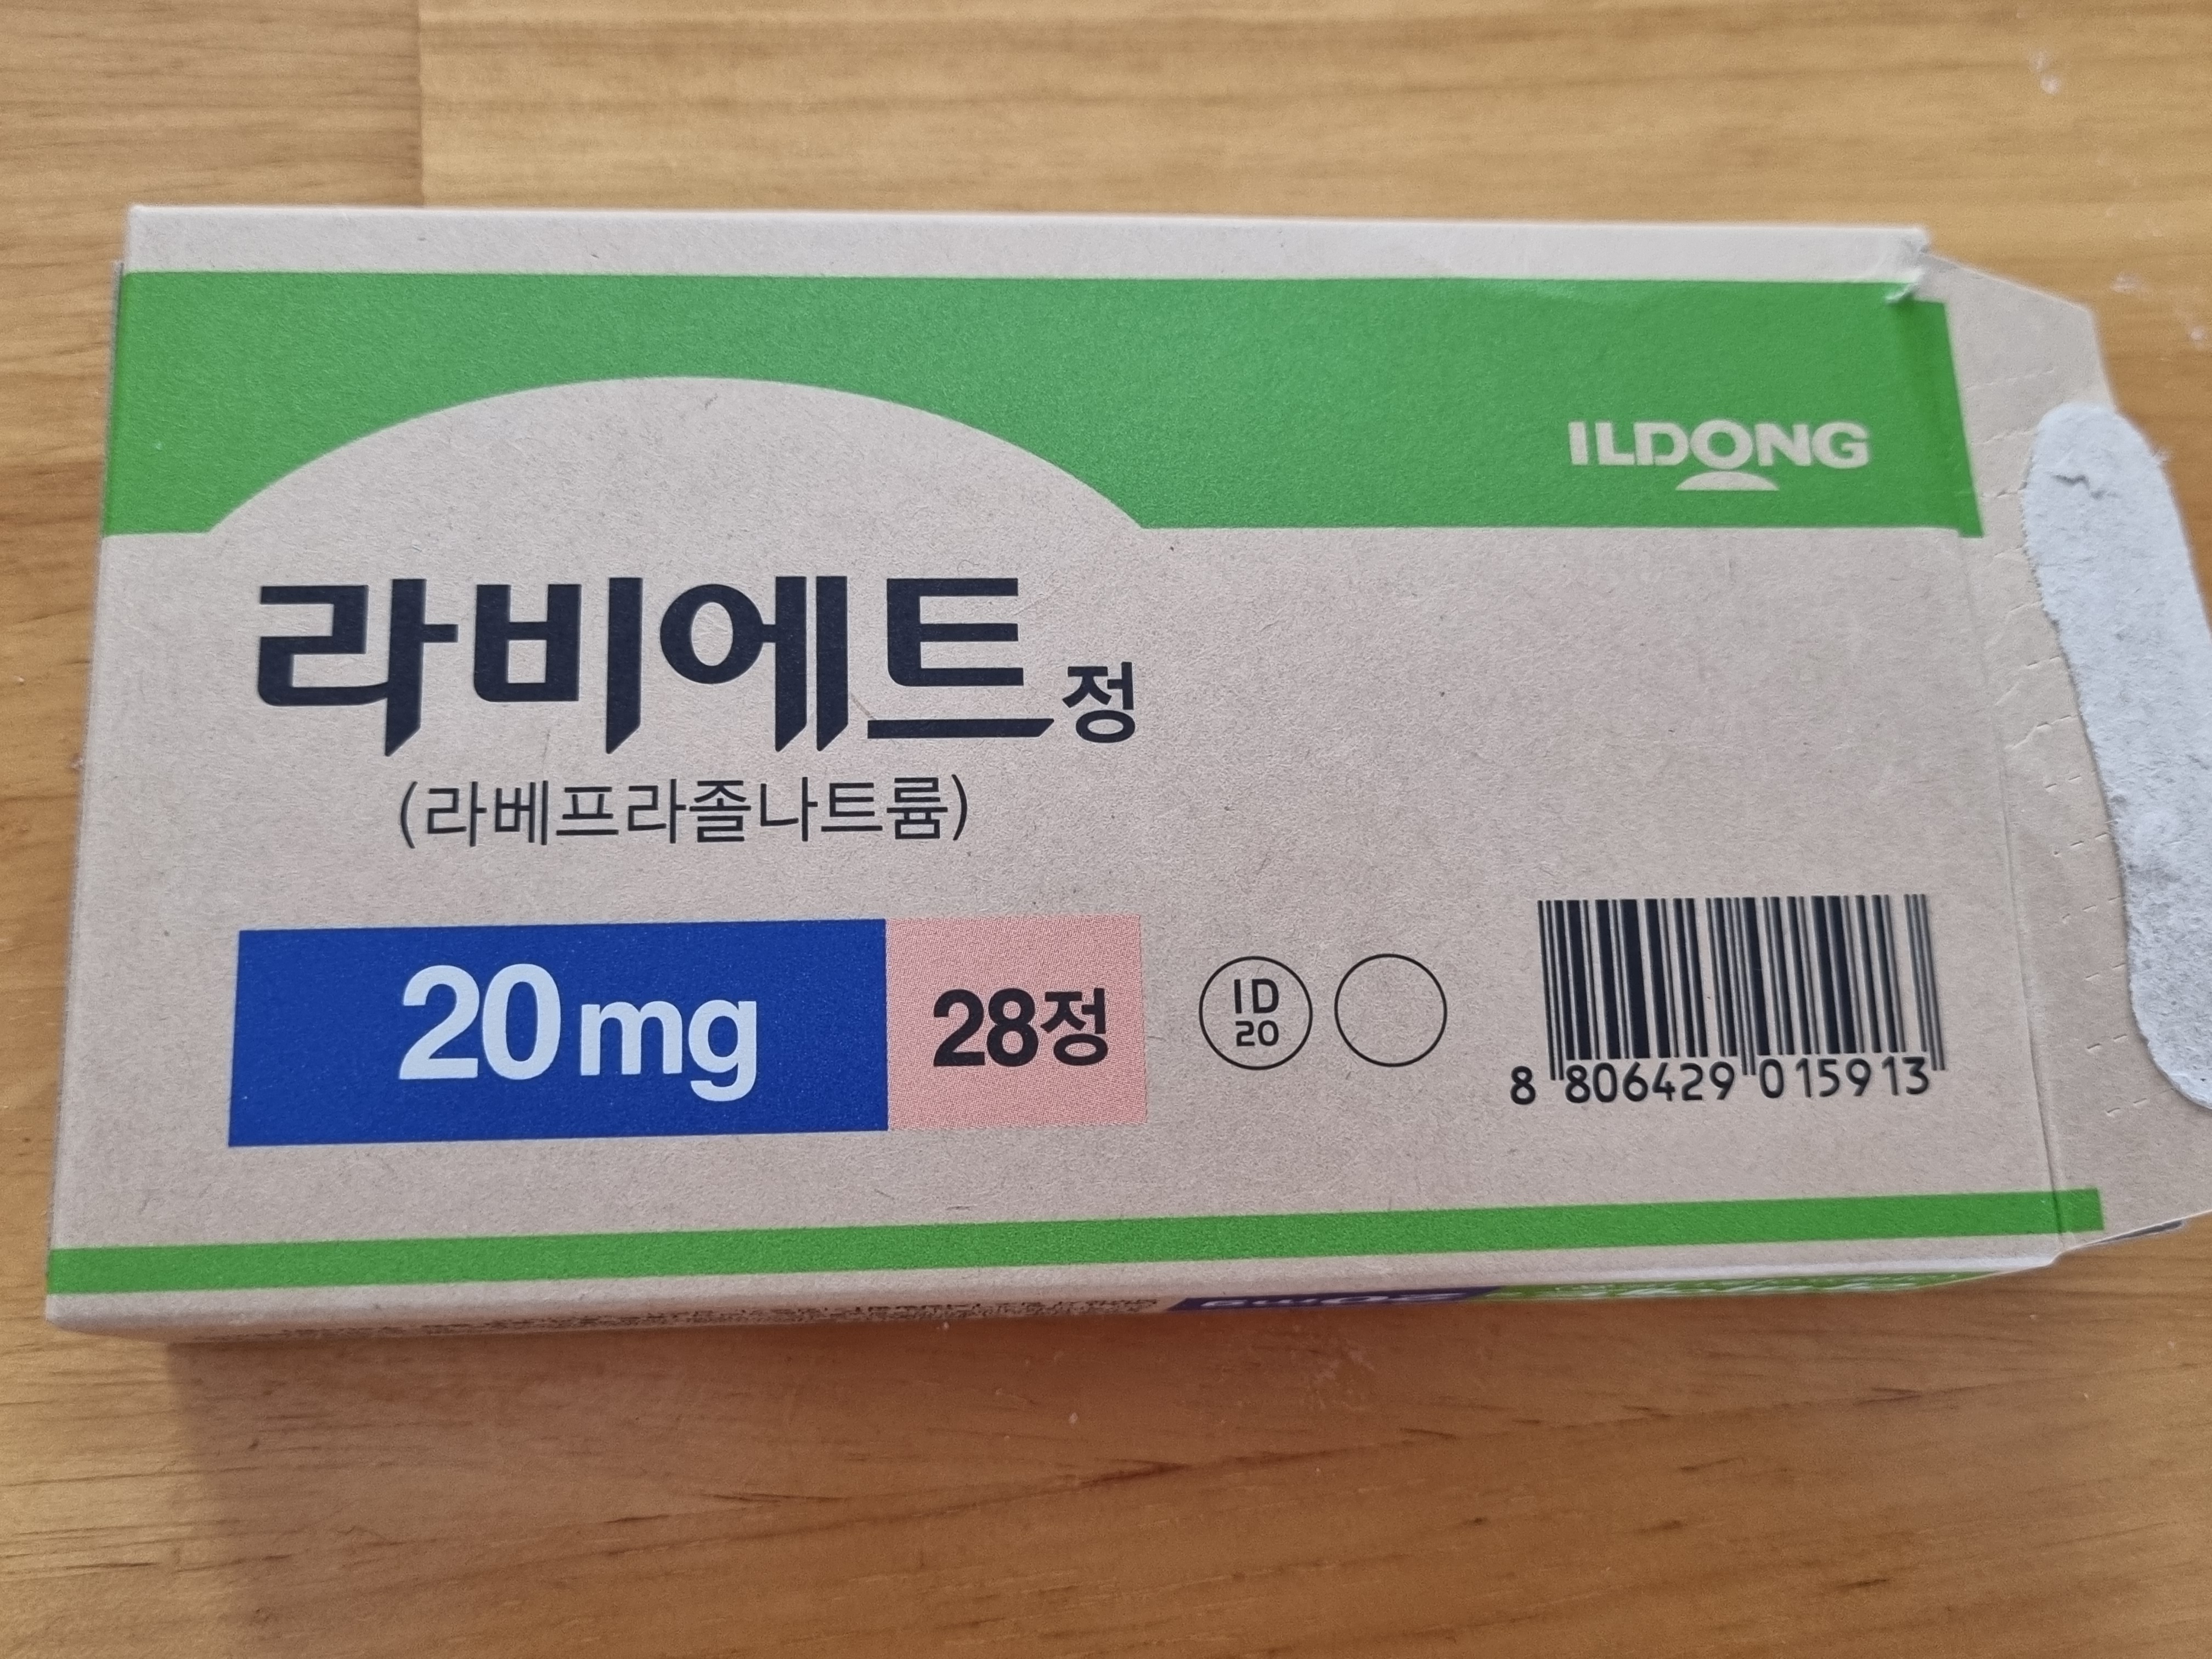 ILDONG
라비에트정
(라베프라졸나트륨)
20mg 28정
ID
20
8 806429 015913